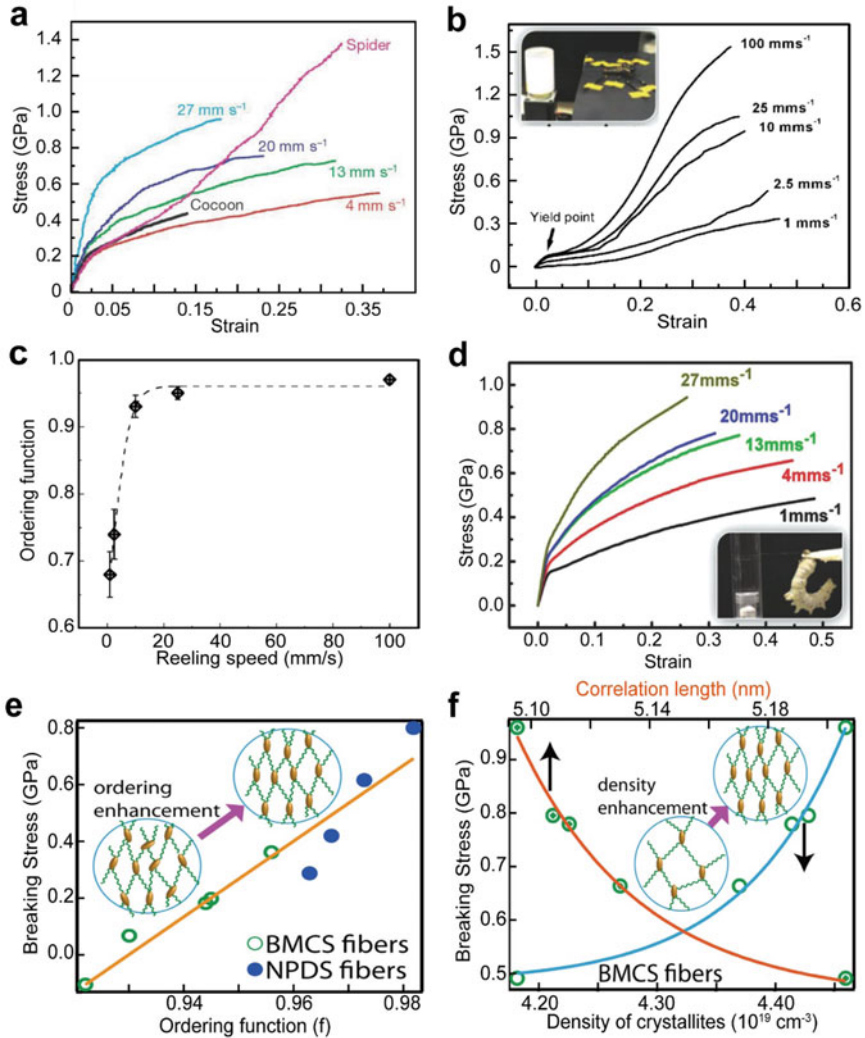 a
Stress (GPa)
1.4
1.2
1.0
0.8
0.6
0.4
0.2
0
Spider
27 mm s⁻¹
20 mm s⁻¹
13 mm s⁻¹
Cocoon
4 mm s⁻¹
0 0.05 0.15 0.25 0.35
Strain
b
Stress (GPa)
1.5
1.2
0.9
0.6
0.3
0
100 mms⁻¹
25 mms⁻¹
10 mms⁻¹
2.5 mms⁻¹
1 mms⁻¹
Yield point
0.0 0.2 0.4 0.6
Strain
c
Ordering function
1.0
0.9
0.8
0.7
0.6
0 20 40 60 80 100
Reeling speed (mm/s)
d
Stress (GPa)
1.0
0.8
0.6
0.4
0.2
0.0
27mms⁻¹
20mms⁻¹
13mms⁻¹
4mms⁻¹
1mms⁻¹
0.0 0.1 0.2 0.3 0.4 0.5
Strain
e
Breaking Stress (GPa)
0.8
0.6
0.4
0.2
0.0
ordering
enhancement
BMCS fibers
NPDS fibers
0.94 0.96 0.98
Ordering function (f)
f
Correlation length (nm)
5.10 5.14 5.18
Breaking Stress (GPa)
0.9
0.8
0.7
0.6
0.5
density
enhancement
BMCS fibers
4.20 4.30 4.40
Density of crystallites (10¹⁹ cm⁻³)